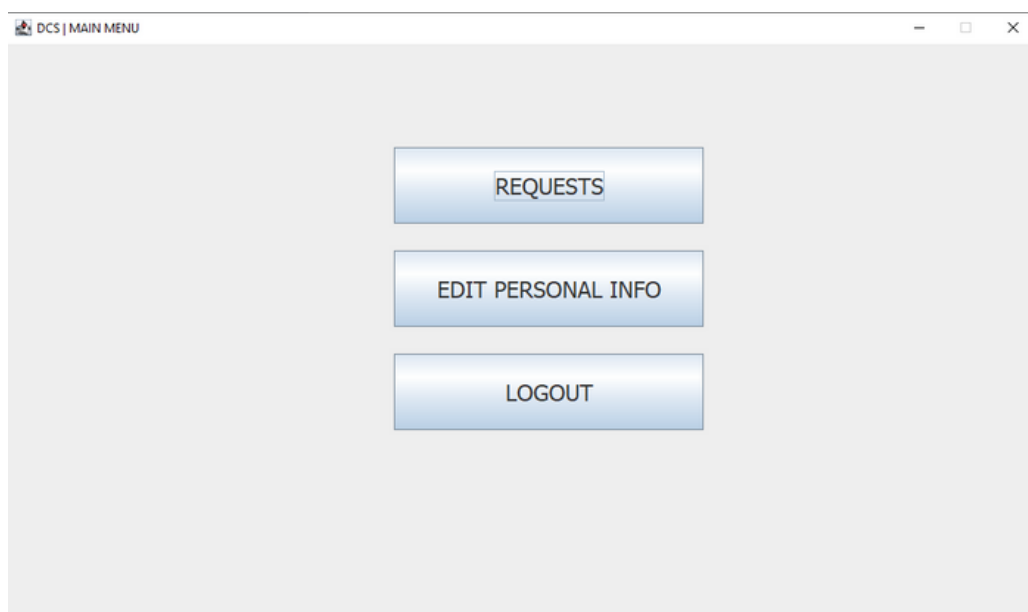 DCS | MAIN MENU
REQUESTS
EDIT PERSONAL INFO
LOGOUT